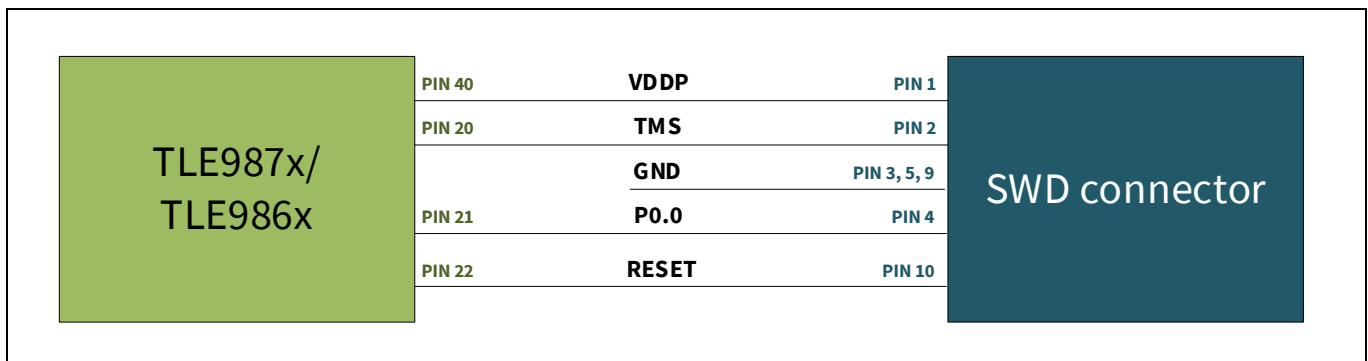 PIN 40 VDDP PIN 1
PIN 20 TMS PIN 2
TLE987x/
TLE986x
GND PIN 3, 5, 9
SWD connector
PIN 21 P0.0 PIN 4
PIN 22 RESET PIN 10